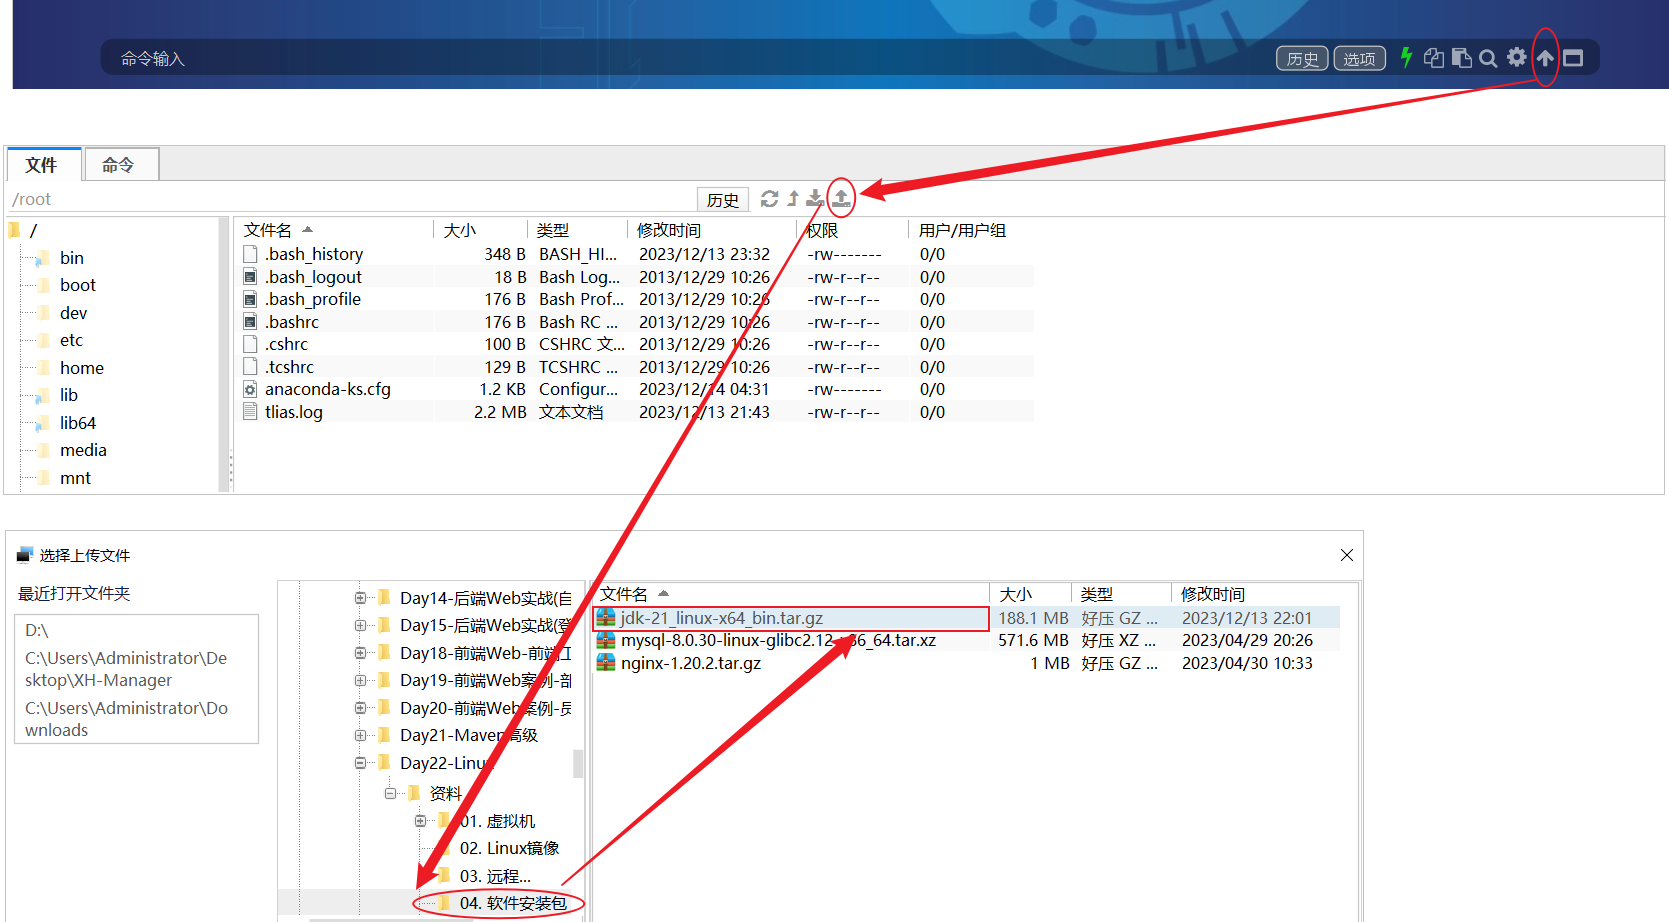 命令输入 历史 选项
文件 命令
/root 历史
/
bin
boot
dev
etc
home
lib
lib64
media
mnt
文件名 大小 类型 修改时间 权限 用户/用户组
.bash_history 348 B BASH_HI... 2023/12/13 23:32 -rw------- 0/0
.bash_logout 18 B Bash Log... 2013/12/29 10:26 -rw-r--r-- 0/0
.bash_profile 176 B Bash Prof... 2013/12/29 10:26 -rw-r--r-- 0/0
.bashrc 176 B Bash RC ... 2013/12/29 10:26 -rw-r--r-- 0/0
.cshrc 100 B CSHRC 文... 2013/12/29 10:26 -rw-r--r-- 0/0
.tcshrc 129 B TCSHRC ... 2013/12/29 10:26 -rw-r--r-- 0/0
anaconda-ks.cfg 1.2 KB Configur... 2023/12/14 04:31 -rw------- 0/0
tlias.log 2.2 MB 文本文档 2023/12/13 21:43 -rw-r--r-- 0/0
选择上传文件
最近打开文件夹
D:\
C:\Users\Administrator\De
sktop\XH-Manager
C:\Users\Administrator\Do
wnloads
Day14-后端Web实战(自
Day15-后端Web实战(登
Day18-前端Web-前端工
Day19-前端Web案例-部
Day20-前端Web案例-员
Day21-Maven高级
Day22-Linux
资料
01. 虚拟机
02. Linux镜像
03. 远程...
04. 软件安装包
文件名 大小 类型 修改时间
jdk-21_linux-x64_bin.tar.gz 188.1 MB 好压 GZ ... 2023/12/13 22:01
mysql-8.0.30-linux-glibc2.12-x86_64.tar.xz 571.6 MB 好压 XZ ... 2023/04/29 20:26
nginx-1.20.2.tar.gz 1 MB 好压 GZ ... 2023/04/30 10:33